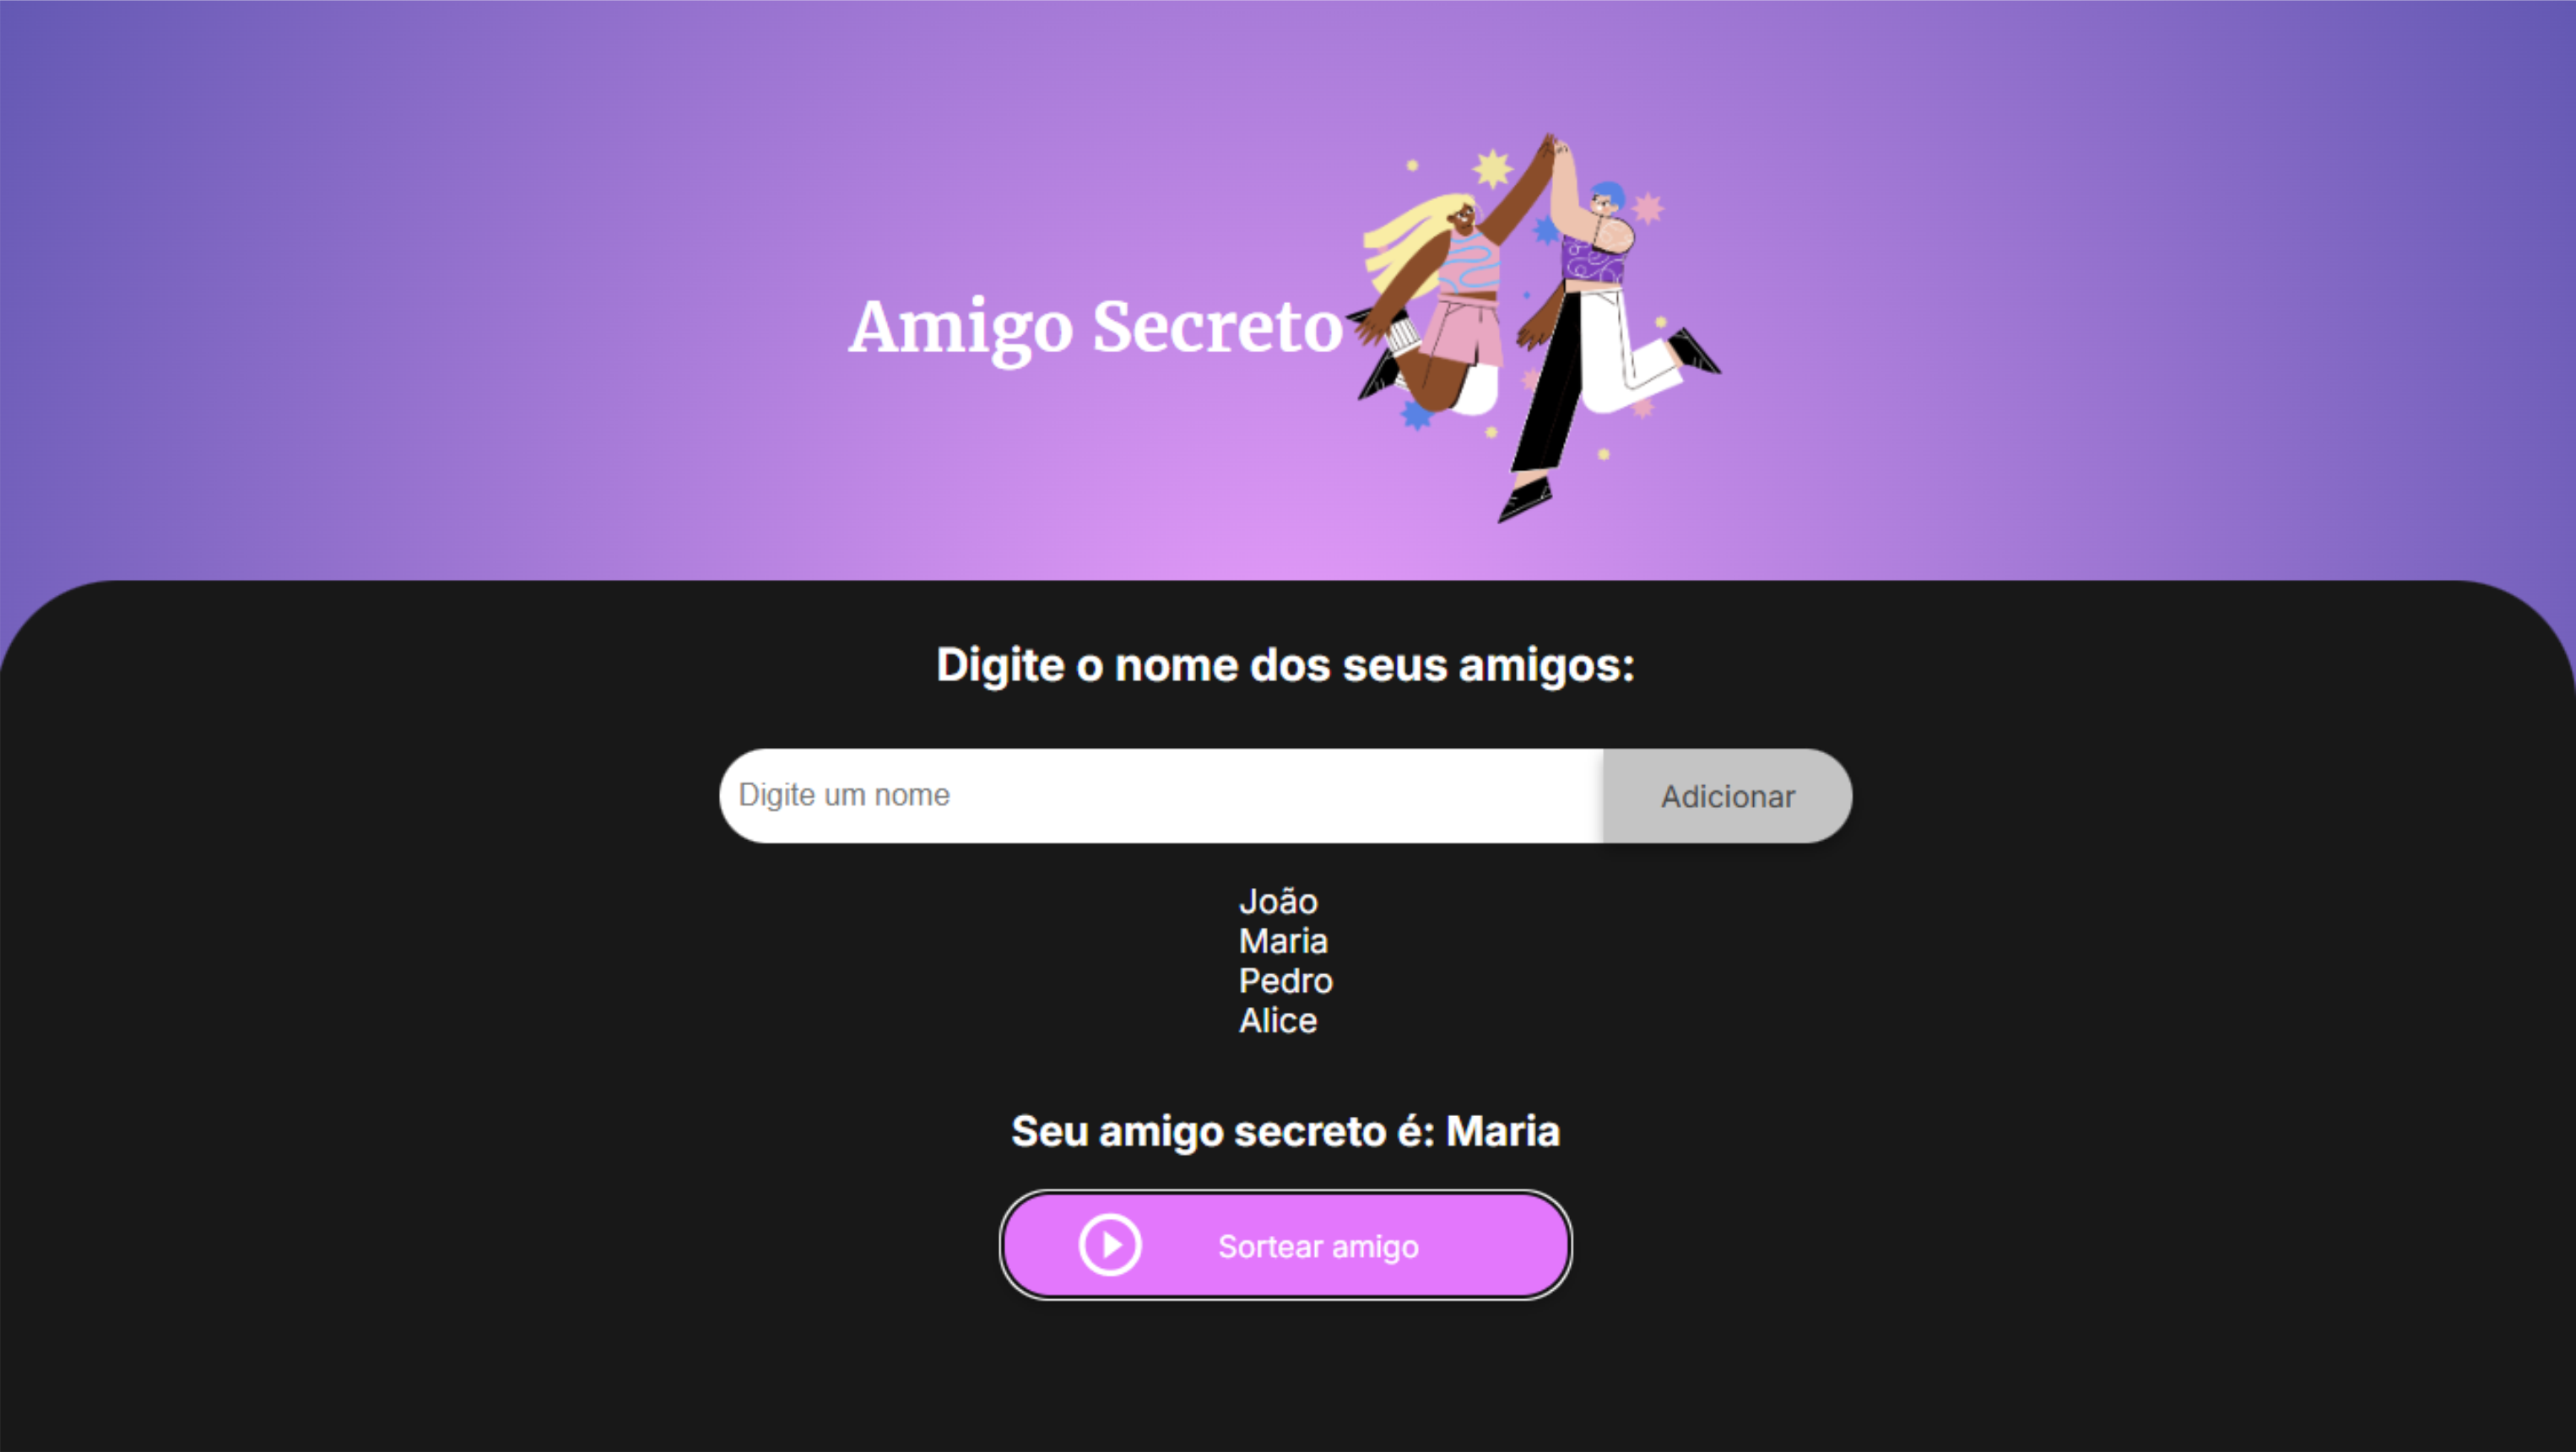 Amigo Secreto
Digite o nome dos seus amigos:
Digite um nome
Adicionar
João
Maria
Pedro
Alice
Seu amigo secreto é: Maria
Sortear amigo